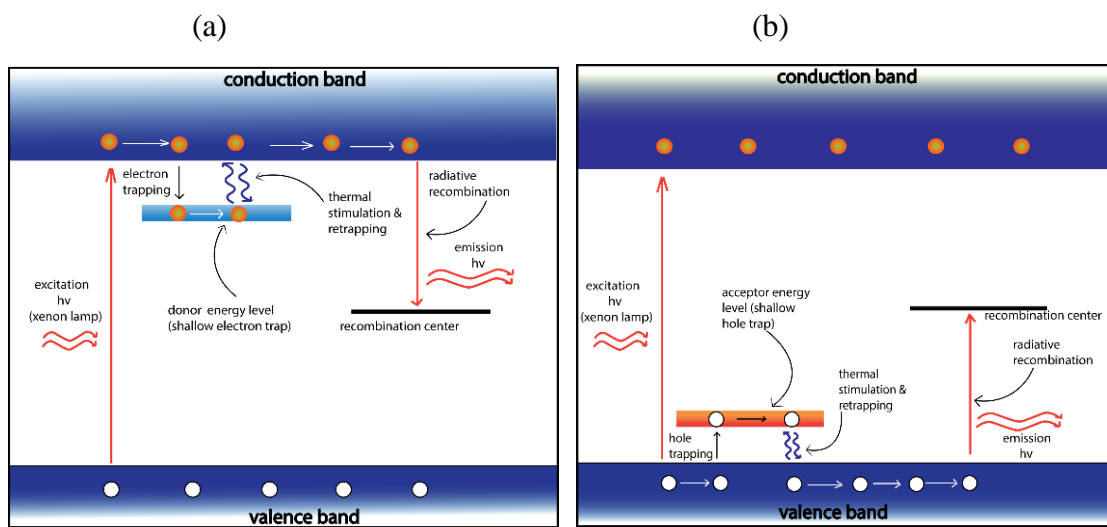 (a)
conduction band
electron
trapping
thermal
stimulation &
retrapping
radiative
recombination
emission
hν
excitation
hν
(xenon lamp)
donor energy level
(shallow electron trap)
recombination center
valence band
(b)
conduction band
excitation
hν
(xenon lamp)
acceptor energy
level (shallow
hole trap)
recombination center
radiative
recombination
thermal
stimulation &
retrapping
hole
trapping
emission
hν
valence band